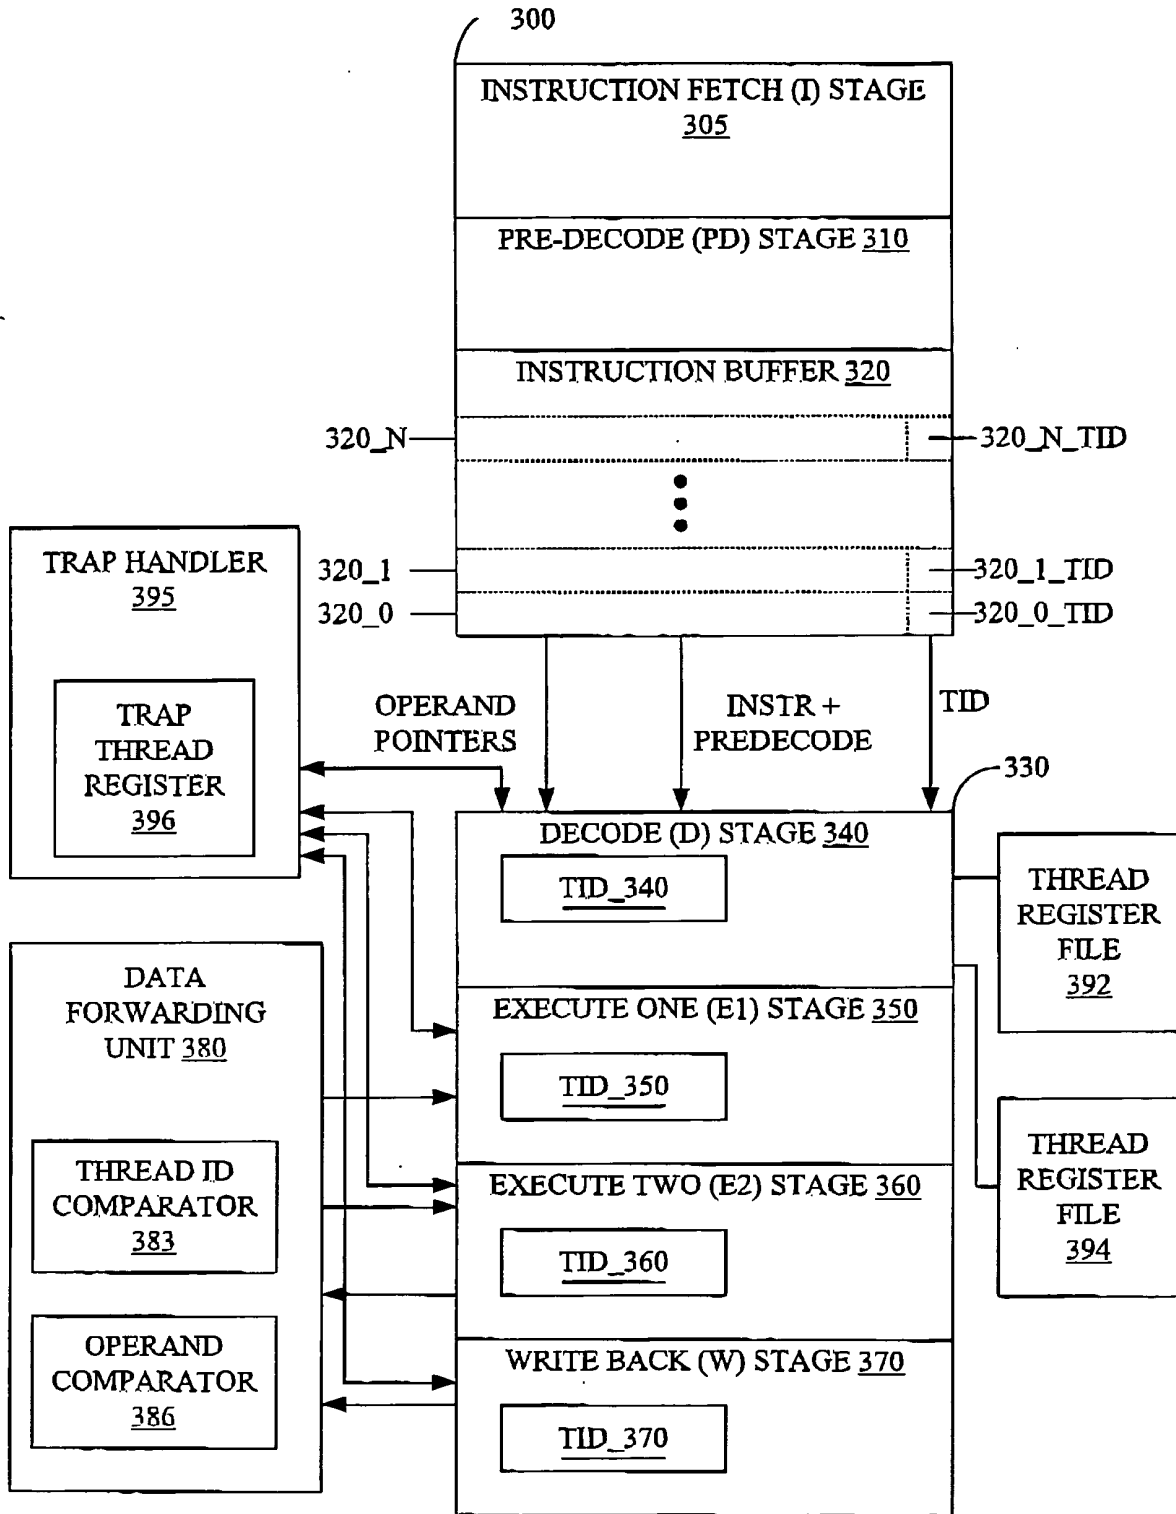 300
INSTRUCTION FETCH (I) STAGE
305
PRE-DECODE (PD) STAGE 310
INSTRUCTION BUFFER 320
320_N
320_N_TID
320_1
320_1_TID
320_0
320_0_TID
TRAP HANDLER
395
TRAP
THREAD
REGISTER
396
OPERAND
POINTERS
INSTR +
PREDECODE
TID
330
DECODE (D) STAGE 340
TID_340
THREAD
REGISTER
FILE
392
DATA
FORWARDING
UNIT 380
EXECUTE ONE (E1) STAGE 350
TID_350
THREAD ID
COMPARATOR
383
EXECUTE TWO (E2) STAGE 360
TID_360
THREAD
REGISTER
FILE
394
OPERAND
COMPARATOR
386
WRITE BACK (W) STAGE 370
TID_370